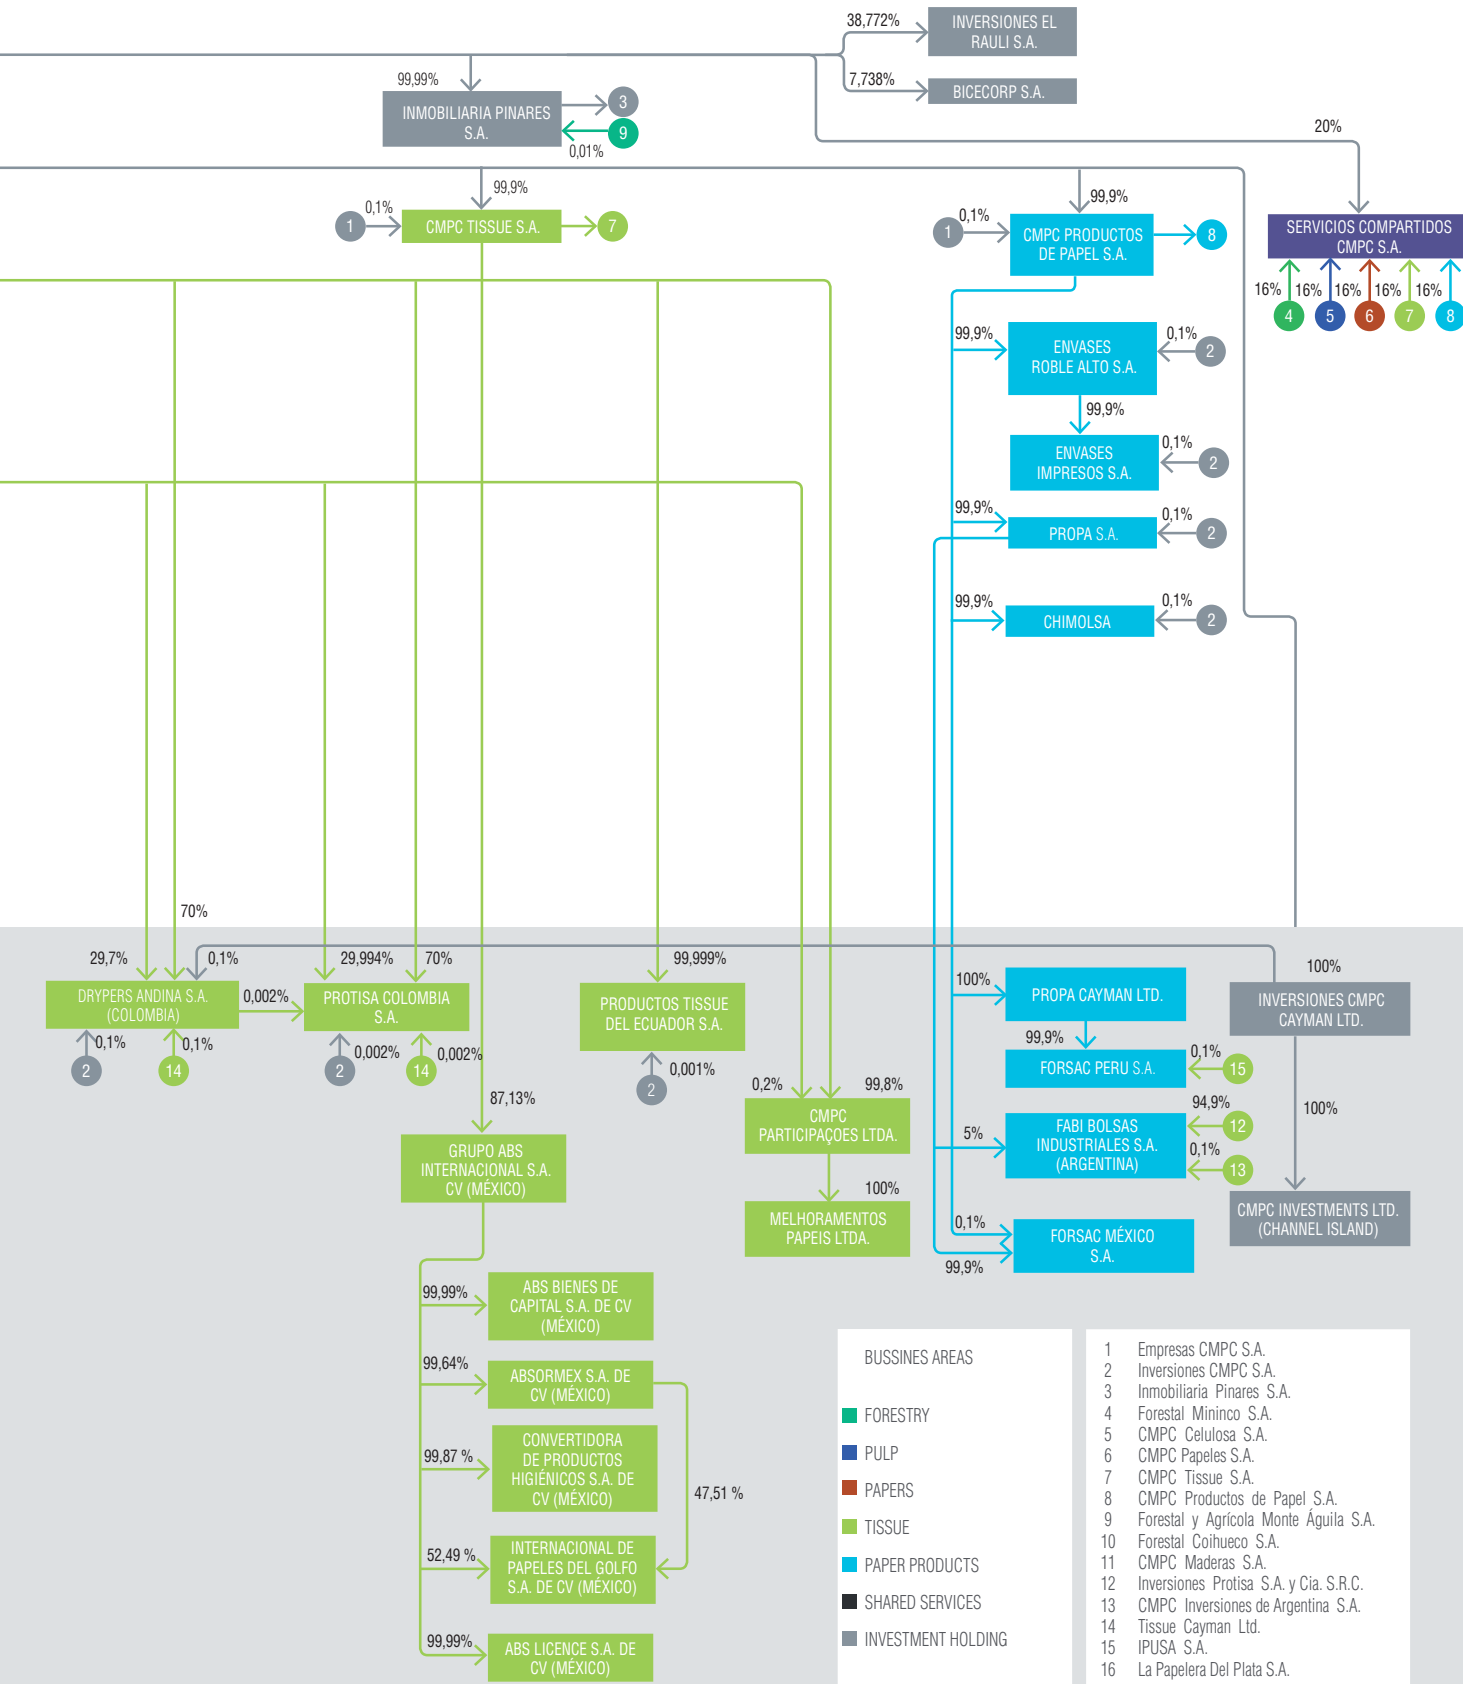 38,772%
INVERSIONES EL
RAULI S.A.
7,738%
BICECORP S.A.
99,99%
INMOBILIARIA PINARES
S.A.
3
9
0,01%
20%
99,9%
0,1%
1
CMPC TISSUE S.A.
7
99,9%
0,1%
1
CMPC PRODUCTOS
DE PAPEL S.A.
8
SERVICIOS COMPARTIDOS
CMPC S.A.
16%
16%
16%
16%
16%
4
5
6
7
8
99,9%
ENVASES
ROBLE ALTO S.A.
0,1%
2
99,9%
ENVASES
IMPRESOS S.A.
0,1%
2
99,9%
PROPA S.A.
0,1%
2
99,9%
CHIMOLSA
0,1%
2
70%
29,7%
0,1%
DRYPERS ANDINA S.A.
(COLOMBIA)
0,002%
0,1%
2
0,1%
14
29,994%
70%
PROTISA COLOMBIA
S.A.
0,002%
2
0,002%
14
99,999%
PRODUCTOS TISSUE
DEL ECUADOR S.A.
0,001%
2
0,2%
99,8%
CMPC
PARTICIPAÇOES LTDA.
100%
MELHORAMENTOS
PAPEIS LTDA.
87,13%
GRUPO ABS
INTERNACIONAL S.A.
CV (MÉXICO)
99,99%
ABS BIENES DE
CAPITAL S.A. DE CV
(MÉXICO)
99,64%
ABSORMEX S.A. DE
CV (MÉXICO)
99,87 %
CONVERTIDORA
DE PRODUCTOS
HIGIÉNICOS S.A. DE
CV (MÉXICO)
47,51 %
52,49 %
INTERNACIONAL DE
PAPELES DEL GOLFO
S.A. DE CV (MÉXICO)
99,99%
ABS LICENCE S.A. DE
CV (MÉXICO)
100%
PROPA CAYMAN LTD.
99,9%
FORSAC PERU S.A.
0,1%
15
5%
FABI BOLSAS
INDUSTRIALES S.A.
(ARGENTINA)
94,9%
12
0,1%
13
0,1%
FORSAC MÉXICO
S.A.
99,9%
100%
INVERSIONES CMPC
CAYMAN LTD.
100%
CMPC INVESTMENTS LTD.
(CHANNEL ISLAND)
BUSSINES AREAS
FORESTRY
PULP
PAPERS
TISSUE
PAPER PRODUCTS
SHARED SERVICES
INVESTMENT HOLDING
1 Empresas CMPC S.A.
2 Inversiones CMPC S.A.
3 Inmobiliaria Pinares S.A.
4 Forestal Mininco S.A.
5 CMPC Celulosa S.A.
6 CMPC Papeles S.A.
7 CMPC Tissue S.A.
8 CMPC Productos de Papel S.A.
9 Forestal y Agrícola Monte Águila S.A.
10 Forestal Coihueco S.A.
11 CMPC Maderas S.A.
12 Inversiones Protisa S.A. y Cia. S.R.C.
13 CMPC Inversiones de Argentina S.A.
14 Tissue Cayman Ltd.
15 IPUSA S.A.
16 La Papelera Del Plata S.A.